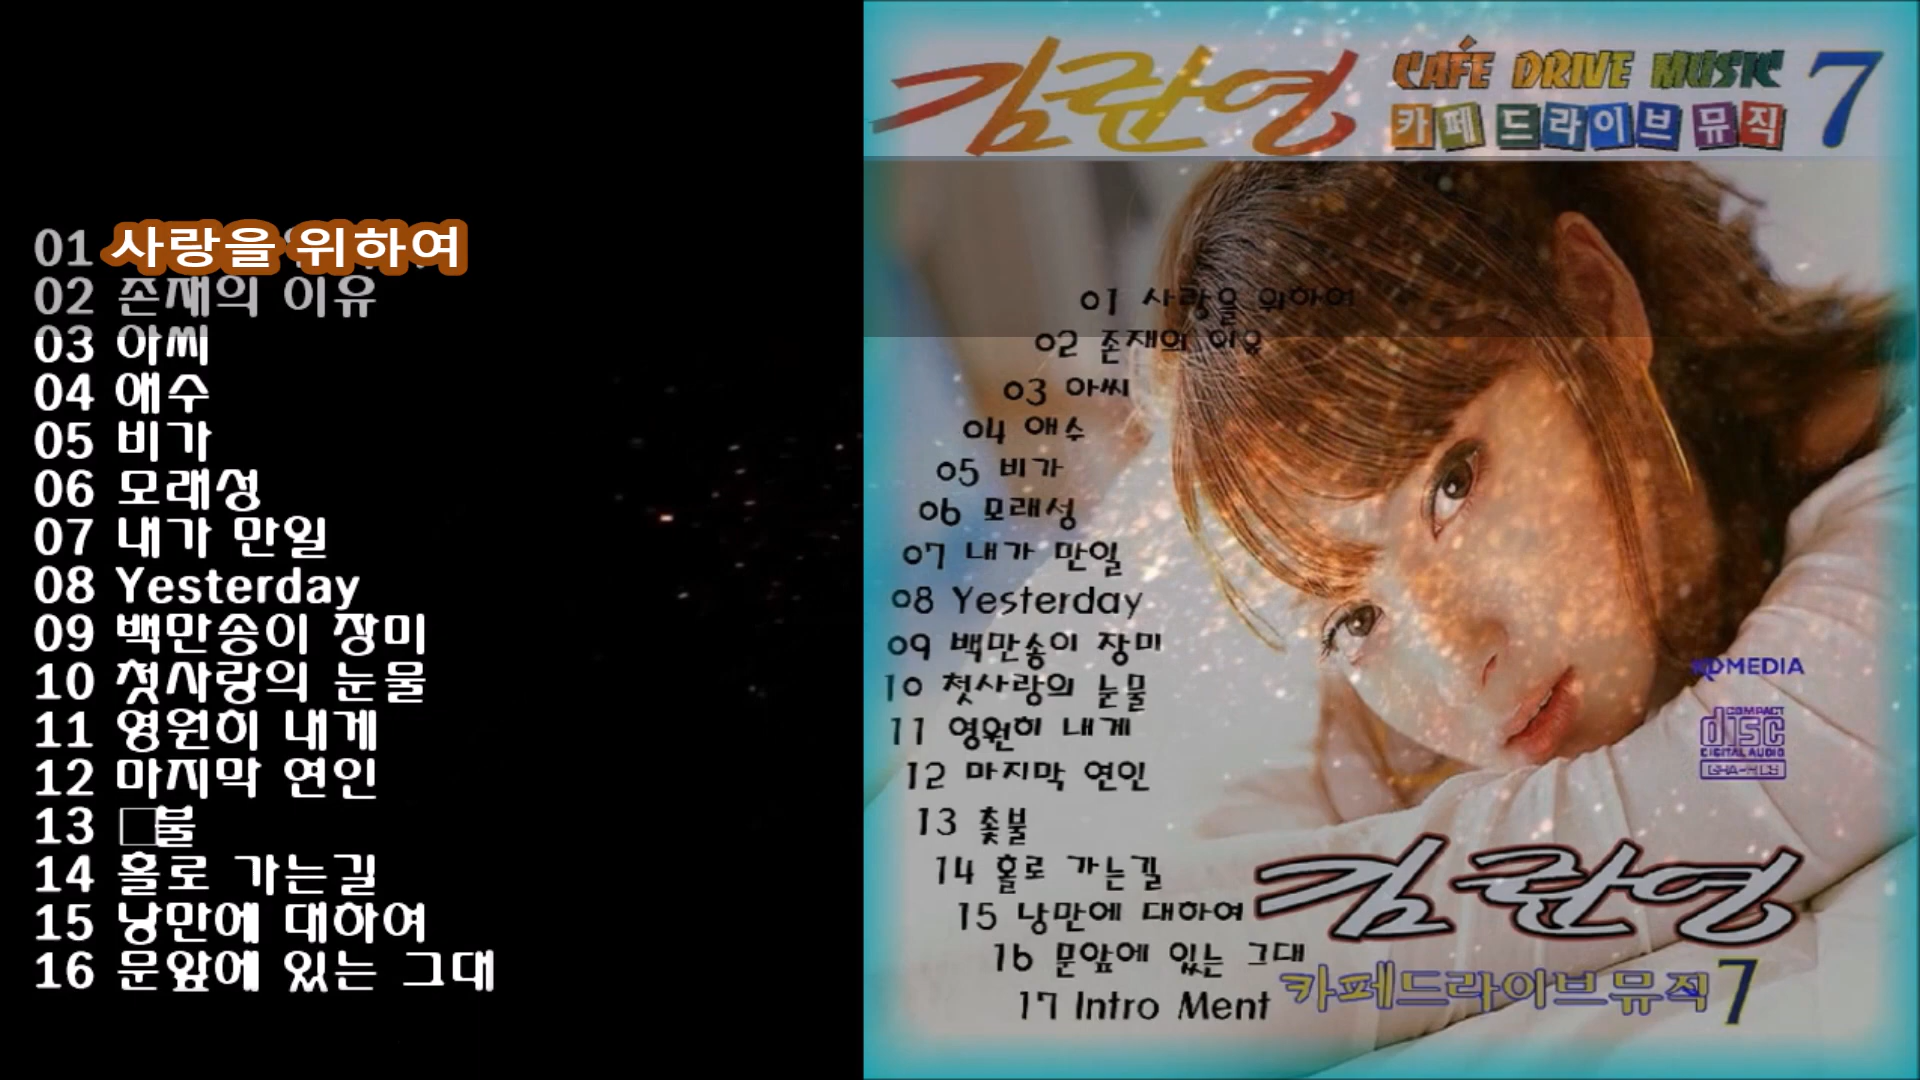 01 사랑을 위하여
02 존재의 이유
03 아씨
04 애수
05 비가
06 모래성
07 내가 만일
08 Yesterday
09 백만송이 장미
10 첫사랑의 눈물
11 영원히 내게
12 마지막 연인
13 □불
14 홀로 가는길
15 낭만에 대하여
16 문앞에 있는 그대
김란영 CAFÉ DRIVE MUSIC 7
카페 드라이브 뮤직
01 사랑을 위하여
02 존재의 이유
03 아씨
04 애수
05 비가
06 모래성
07 내가 만일
08 Yesterday
09 백만송이 장미
10 첫사랑의 눈물
11 영원히 내게
12 마지막 연인
13 촛불
14 홀로 가는길
15 낭만에 대하여
16 문앞에 있는 그대
17 Intro Ment
MEDIA
COMPACT
disc
DIGITAL AUDIO
김란영
카페드라이브뮤직 7